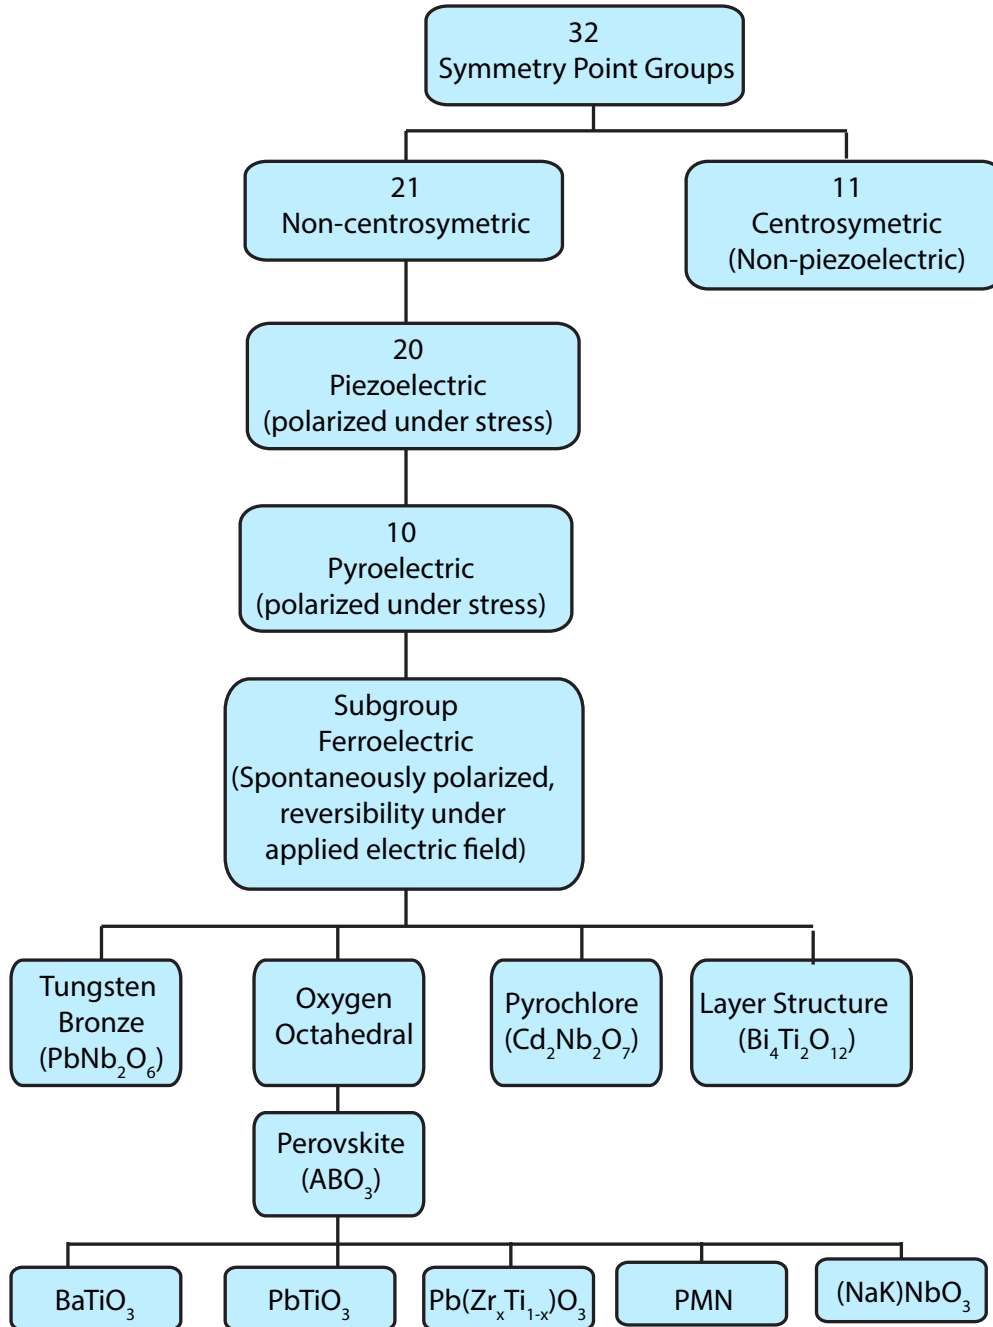 32
Symmetry Point Groups
21
Non-centrosymetric
11
Centrosymetric
(Non-piezoelectric)
20
Piezoelectric
(polarized under stress)
10
Pyroelectric
(polarized under stress)
Subgroup
Ferroelectric
(Spontaneously polarized,
reversibility under
applied electric field)
Tungsten
Bronze
(PbNb₂O₆)
Oxygen
Octahedral
Pyrochlore
(Cd₂Nb₂O₇)
Layer Structure
(Bi₄Ti₂O₁₂)
Perovskite
(ABO₃)
BaTiO₃
PbTiO₃
Pb(ZrₓTi₁₋ₓ)O₃
PMN
(NaK)NbO₃